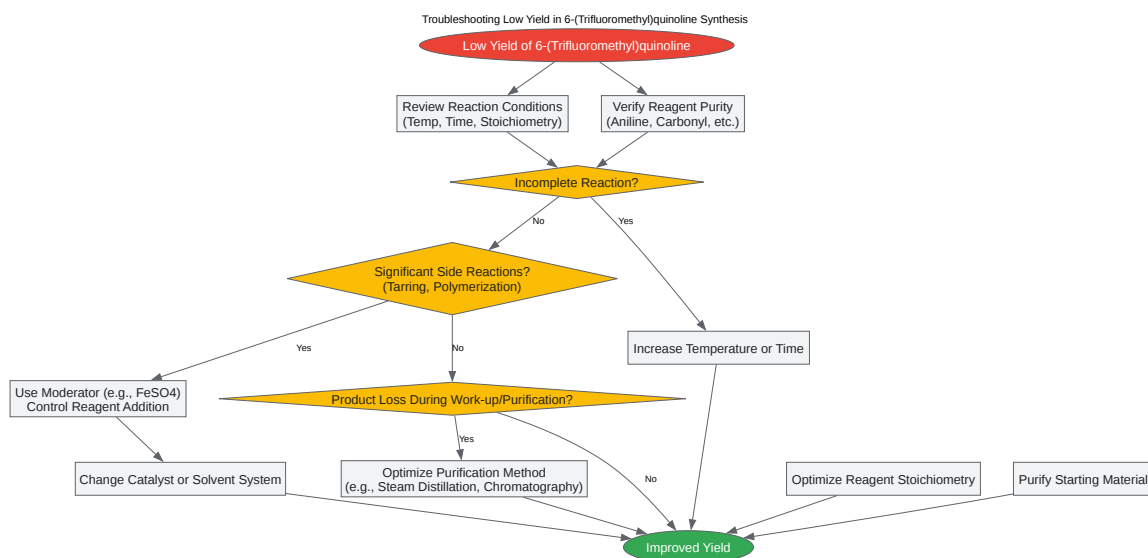 Troubleshooting Low Yield in 6-(Trifluoromethyl)quinoline Synthesis
Low Yield of 6-(Trifluoromethyl)quinoline
Review Reaction Conditions
(Temp, Time, Stoichiometry)
Verify Reagent Purity
(Aniline, Carbonyl, etc.)
Incomplete Reaction?
No
Yes
Significant Side Reactions?
(Tarring, Polymerization)
Yes
No
Increase Temperature or Time
Use Moderator (e.g., FeSO4)
Control Reagent Addition
Product Loss During Work-up/Purification?
Yes
No
Change Catalyst or Solvent System
Optimize Purification Method
(e.g., Steam Distillation, Chromatography)
Optimize Reagent Stoichiometry
Purify Starting Material
Improved Yield